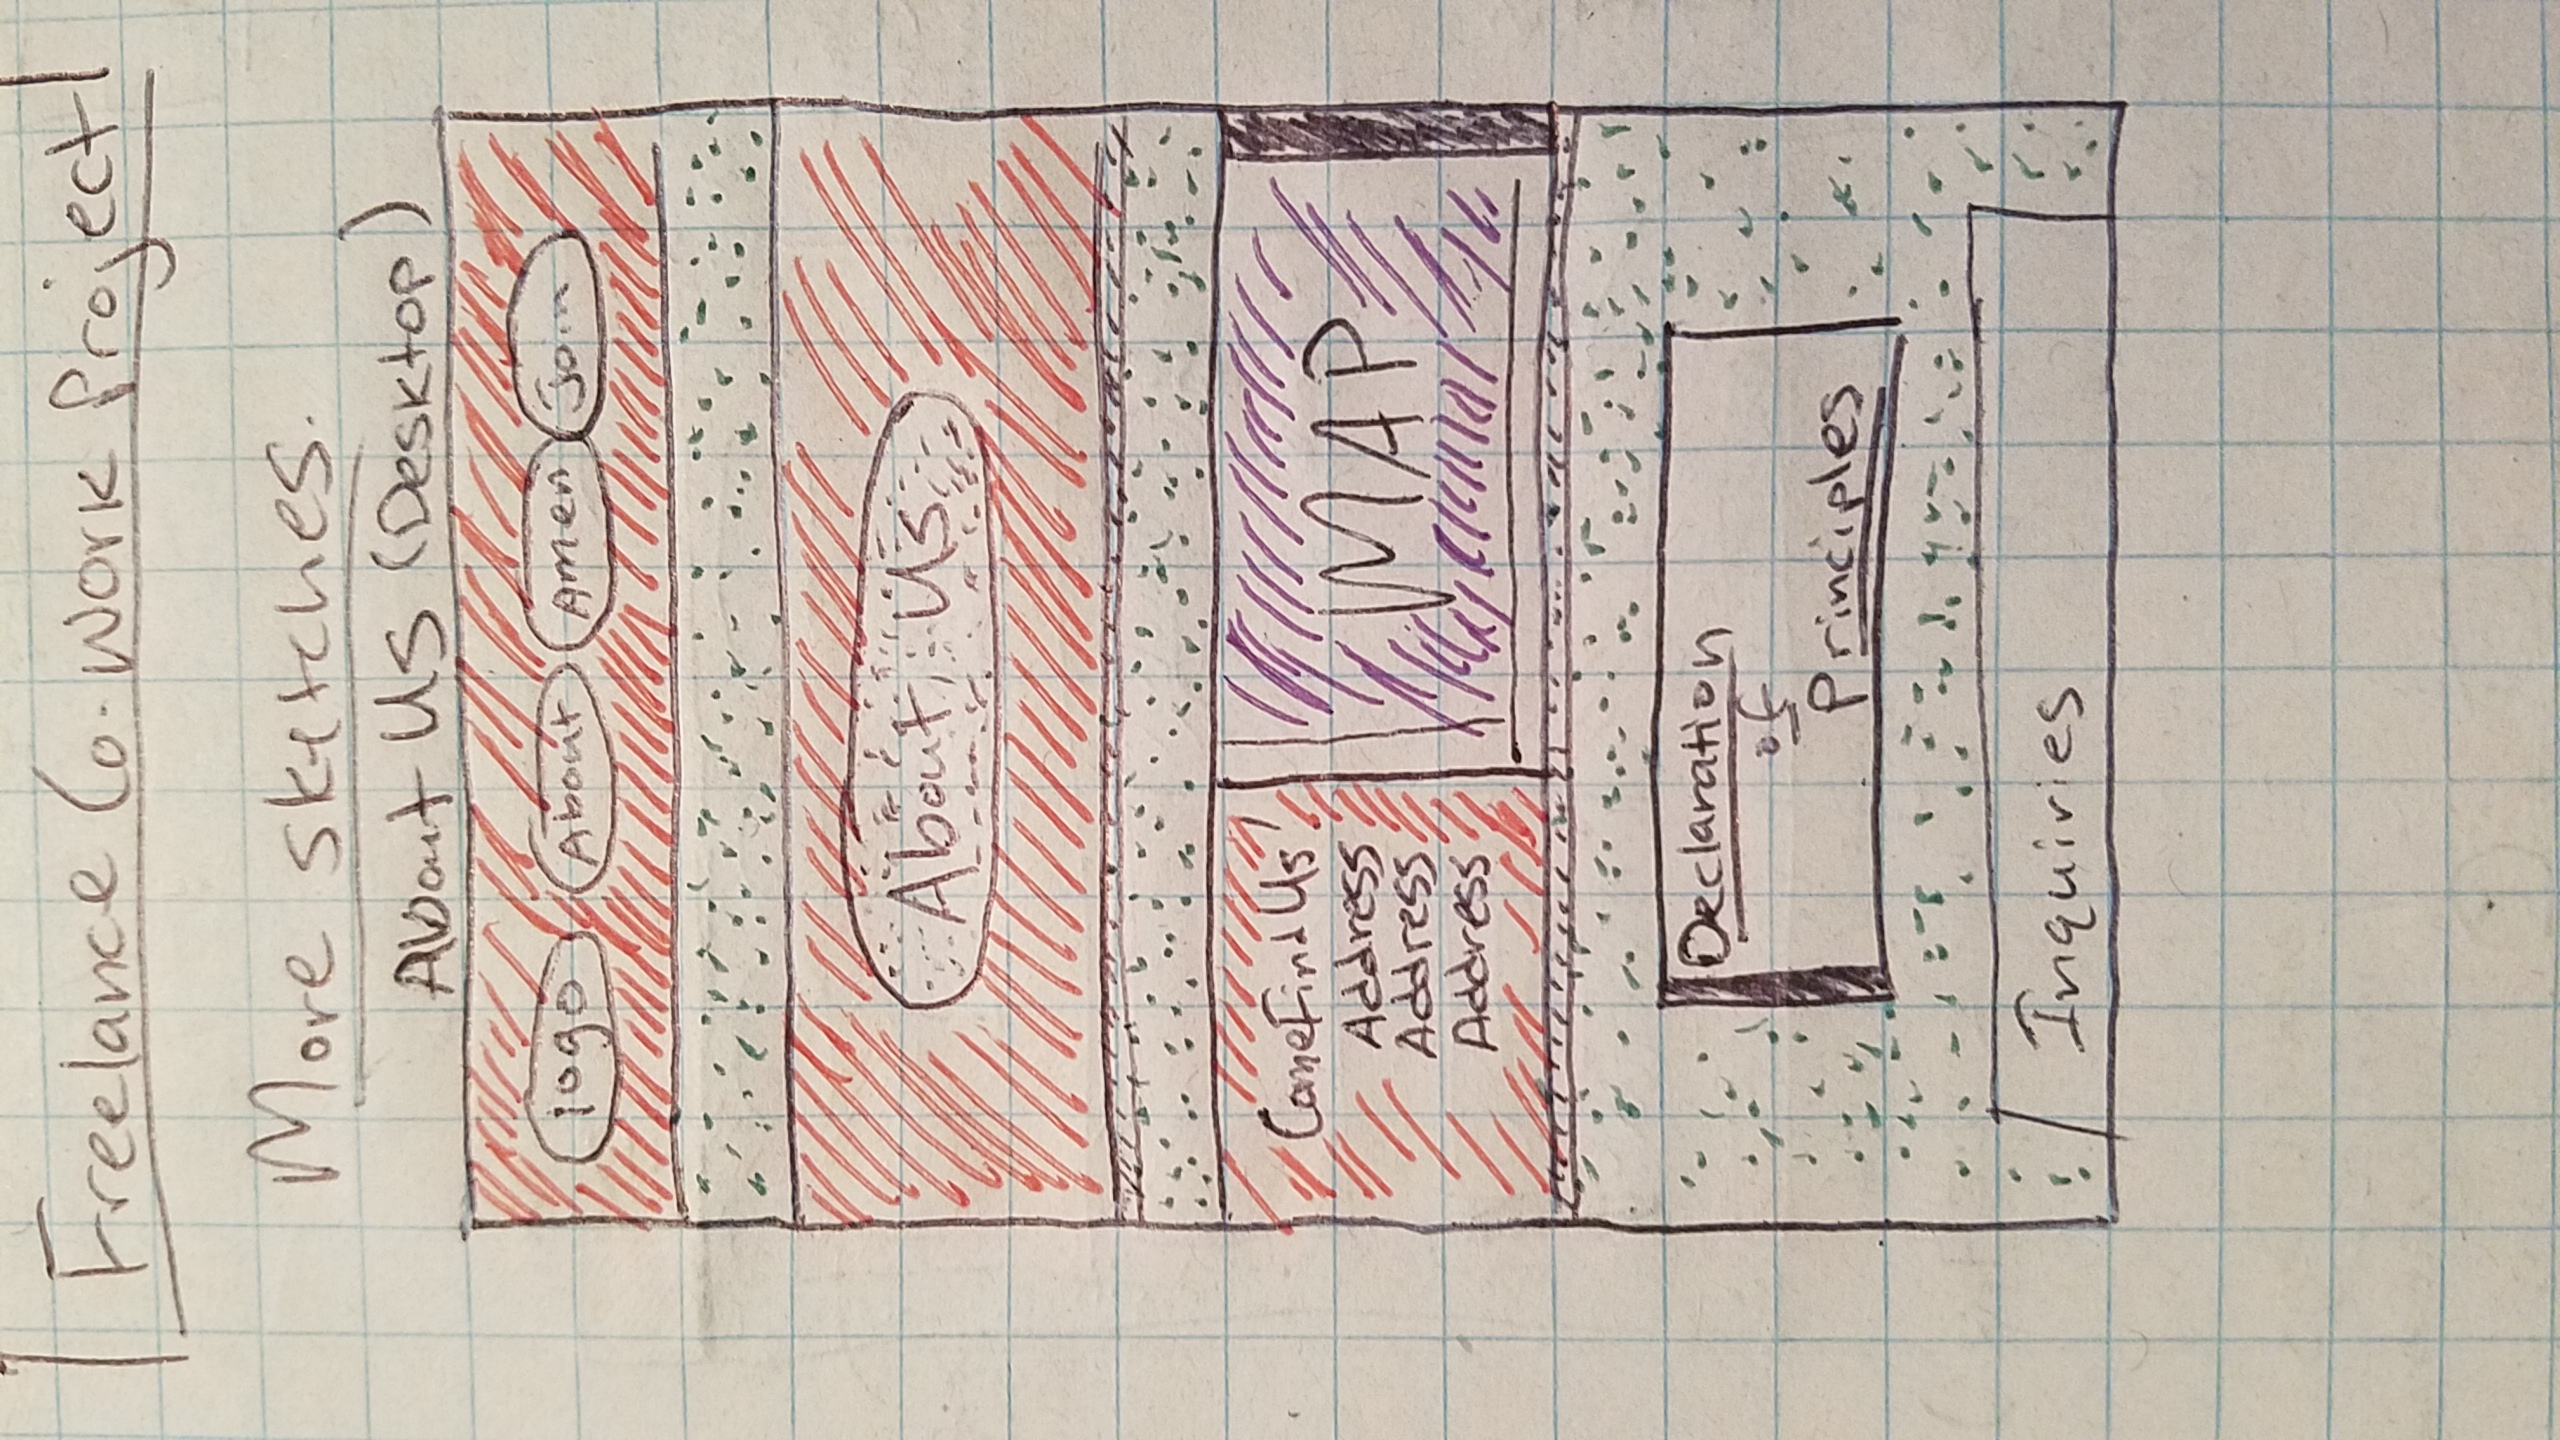 Freelance Co-Work Project
More sketches.
About Us (Desktop)
logo About Amen Join
About Us
Come Find Us
Address
Address
Address
MAP
Declaration
of
Principles
Inquiries